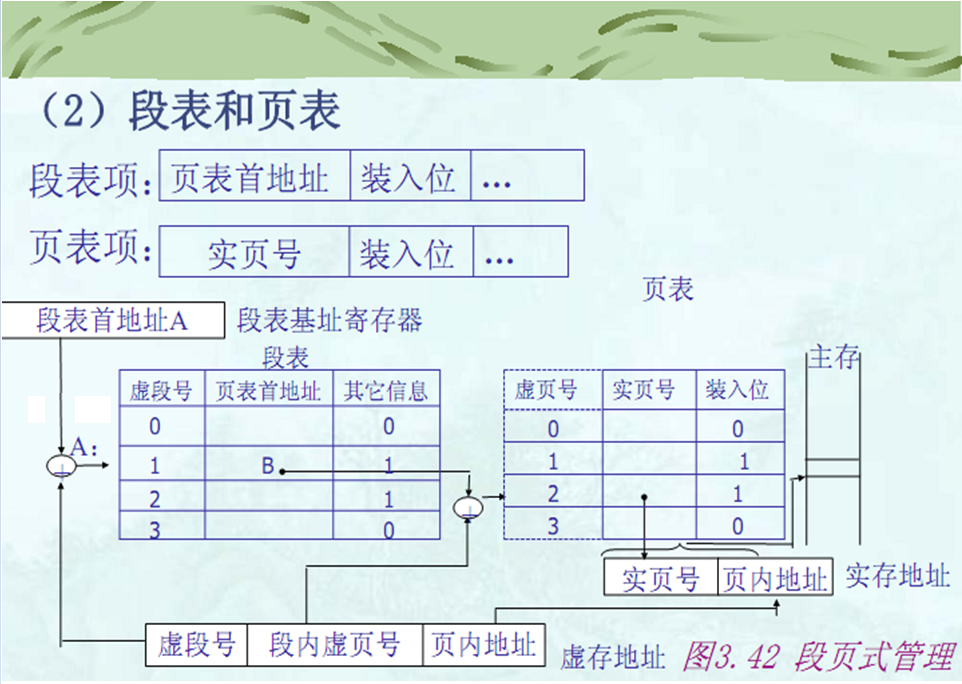 （2）段表和页表
段表项： 页表首地址 装入位 …
页表项： 实页号 装入位 …
页表
段表首地址A 段表基址寄存器
段表
主存
虚段号 页表首地址 其它信息
虚页号 实页号 装入位
0 0
0 0
A：
1 B 1
1 1
2 1
2 1
3 0
3 0
实页号 页内地址 实存地址
虚段号 段内虚页号 页内地址 虚存地址
图3.42 段页式管理